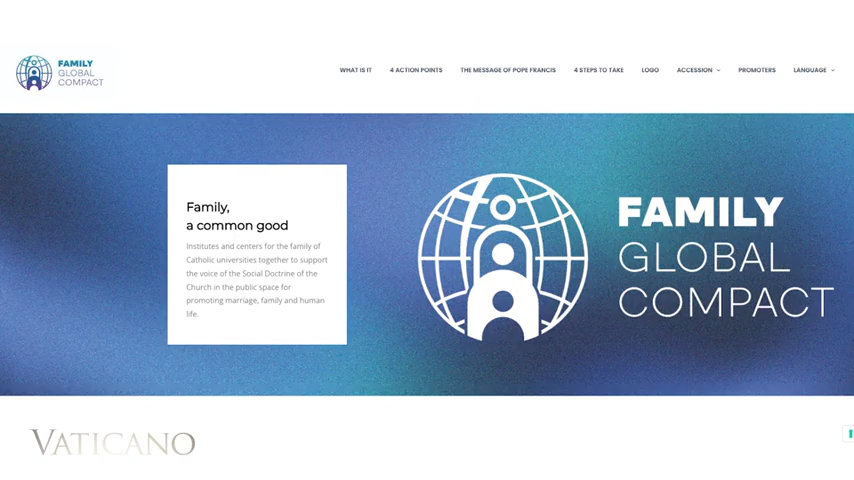 FAMILY
GLOBAL
COMPACT
WHAT IS IT
4 ACTION POINTS
THE MESSAGE OF POPE FRANCIS
4 STEPS TO TAKE
LOGO
ACCESSION
PROMOTERS
LANGUAGE
Family,
a common good
Institutes and centers for the family of
Catholic universities together to support
the voice of the Social Doctrine of the
Church in the public space for
promoting marriage, family and human
life.
FAMILY
GLOBAL
COMPACT
VATICANO